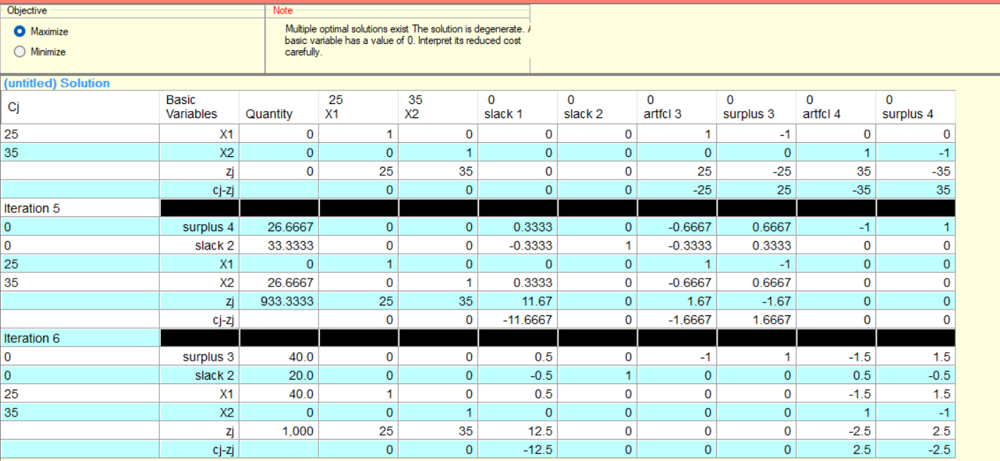 Objective
Note
Maximize
Minimize
Multiple optimal solutions exist The solution is degenerate.
basic variable has a value of 0. Interpret its reduced cost
carefully.
(untitled) Solution
Cj Basic Variables Quantity 25 X1 35 X2 0 slack 1 0 slack 2 0 artfcl 3 0 surplus 3 0 artfcl 4 0 surplus 4
25 X1 0 1 0 0 0 1 -1 0 0
35 X2 0 0 1 0 0 0 0 1 -1
zj 0 25 35 0 0 25 -25 35 -35
cj-zj 0 0 0 0 -25 25 -35 35
Iteration 5
0 surplus 4 26.6667 0 0 0.3333 0 -0.6667 0.6667 -1 1
0 slack 2 33.3333 0 0 -0.3333 1 -0.3333 0.3333 0 0
25 X1 0 1 0 0 0 1 -1 0 0
35 X2 26.6667 0 1 0.3333 0 -0.6667 0.6667 0 0
zj 933.3333 25 35 11.67 0 1.67 -1.67 0 0
cj-zj 0 0 -11.6667 0 -1.6667 1.6667 0 0
Iteration 6
0 surplus 3 40.0 0 0 0.5 0 -1 1 -1.5 1.5
0 slack 2 20.0 0 0 -0.5 1 0 0 0.5 -0.5
25 X1 40.0 1 0 0.5 0 0 0 -1.5 1.5
35 X2 0 0 1 0 0 0 0 1 -1
zj 1,000 25 35 12.5 0 0 0 -2.5 2.5
cj-zj 0 0 -12.5 0 0 0 2.5 -2.5